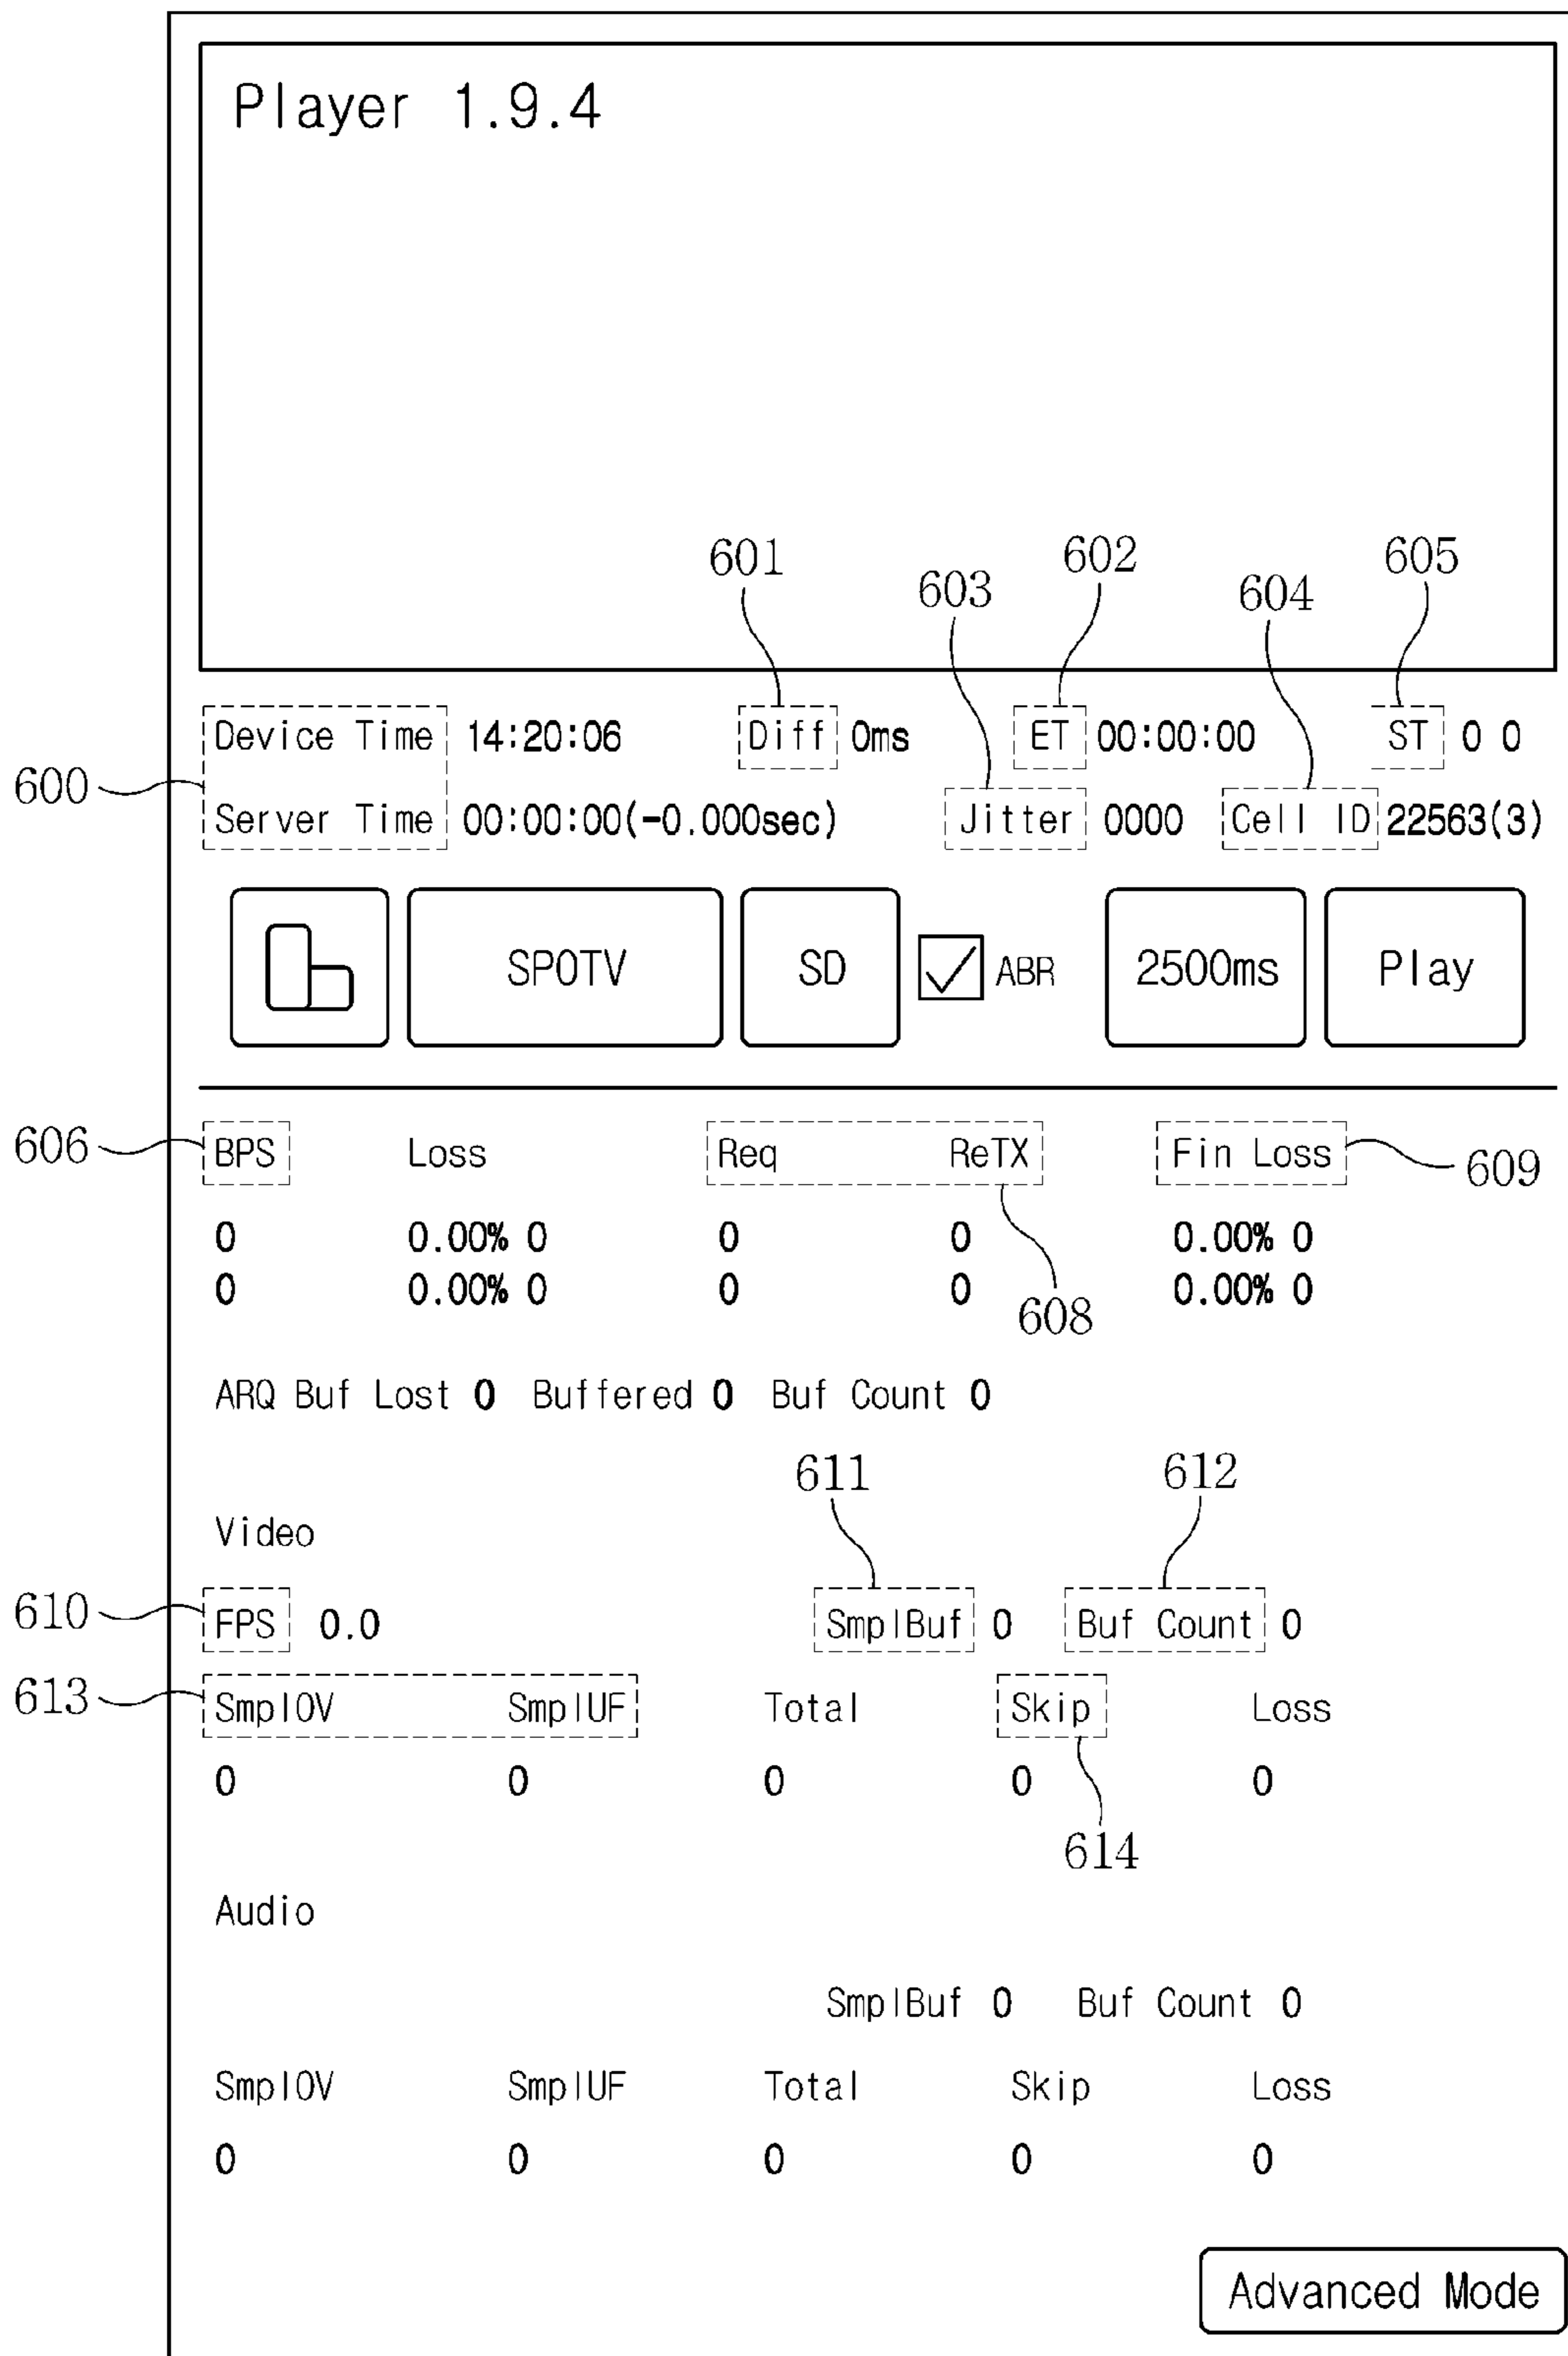 Player 1.9.4
601 602 605
603 604
Device Time 14:20:06 Diff 0ms ET 00:00:00 ST 0 0
600
Server Time 00:00:00(-0.000sec) Jitter 0000 Cell ID 22563(3)
SPOTV SD ABR 2500ms Play
606 BPS Loss Req ReTX Fin Loss 609
0 0.00% 0 0 0 0.00% 0
0 0.00% 0 0 0 0.00% 0
608
ARQ Buf Lost 0 Buffered 0 Buf Count 0
611 612
Video
610 FPS 0.0 SmplBuf 0 Buf Count 0
613 SmplOV SmplUF Total Skip Loss
0 0 0 0 0
614
Audio
SmplBuf 0 Buf Count 0
SmplOV SmplUF Total Skip Loss
0 0 0 0 0
Advanced Mode